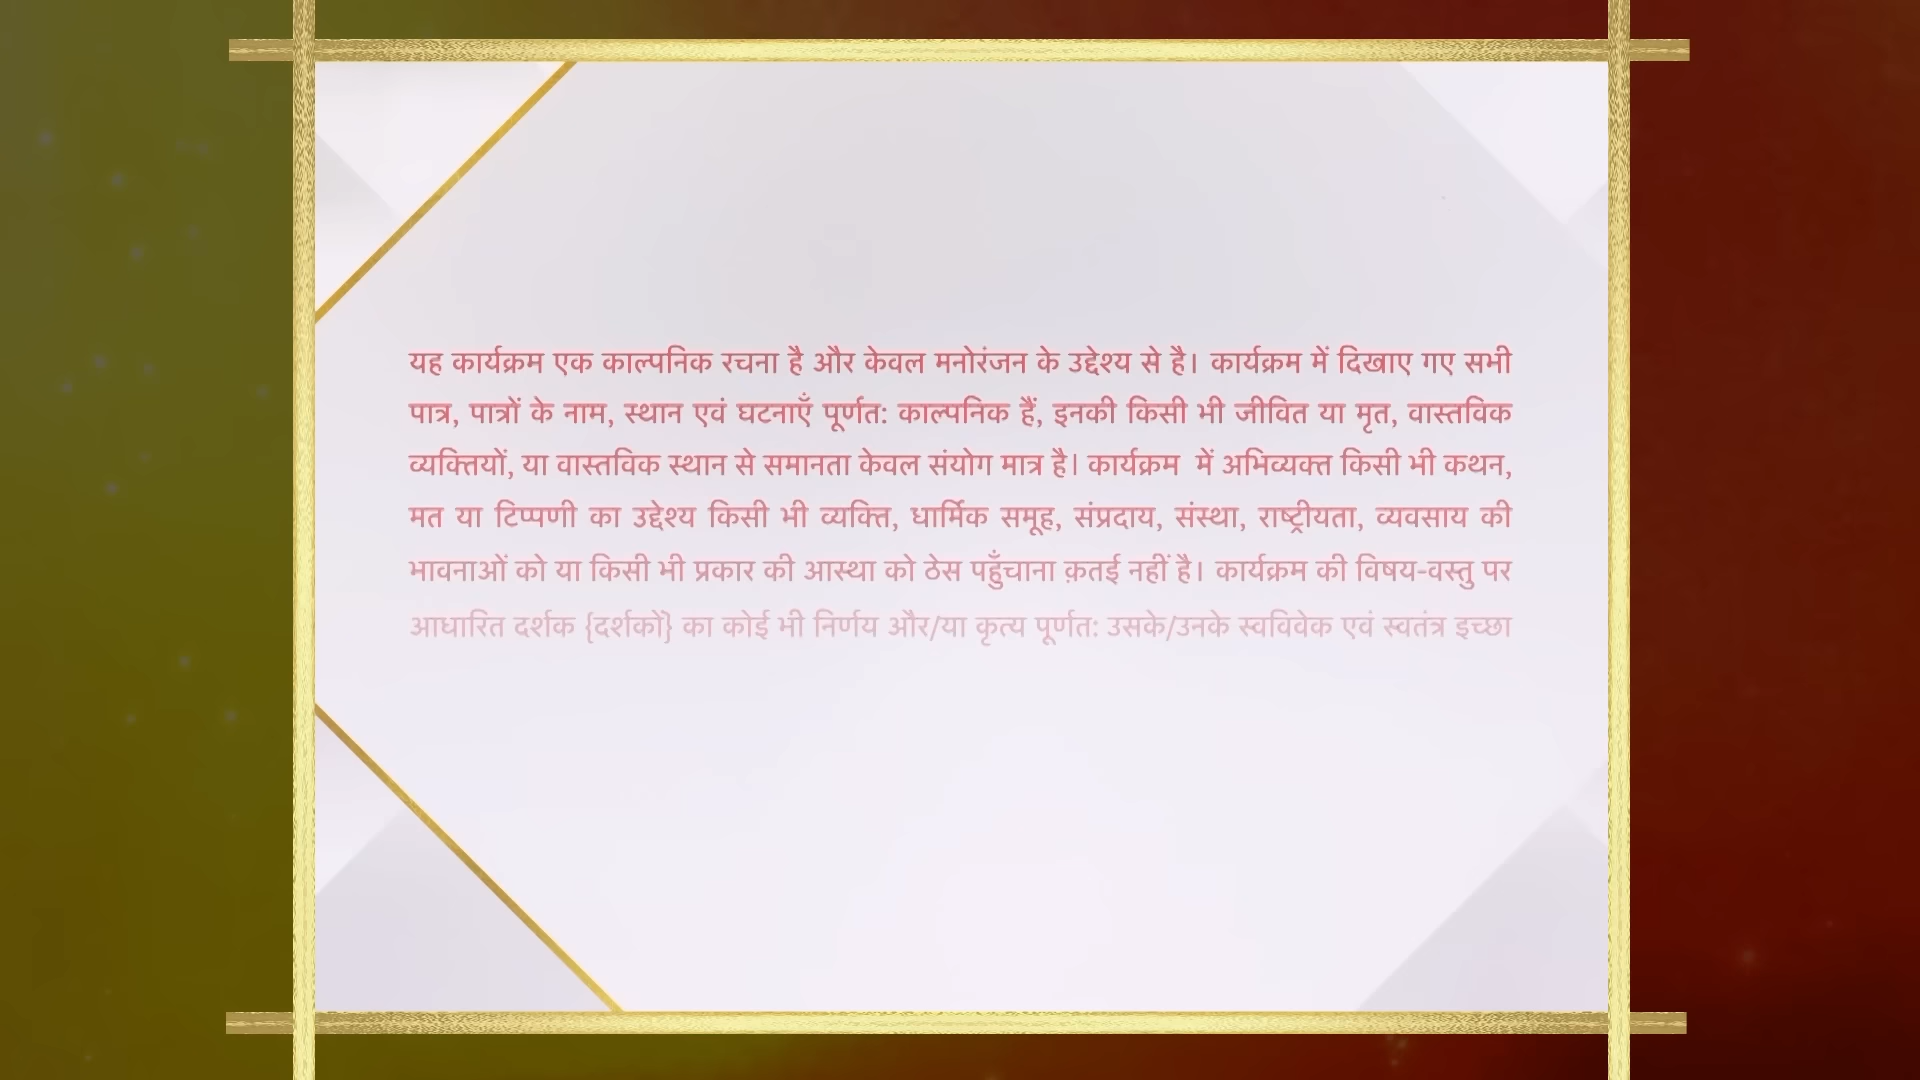 यह कार्यक्रम एक काल्पनिक रचना है और केवल मनोरंजन के उद्देश्य से है। कार्यक्रम में दिखाए गए सभी
पात्र, पात्रों के नाम, स्थान एवं घटनाएँ पूर्णत: काल्पनिक हैं, इनकी किसी भी जीवित या मृत, वास्तविक
व्यक्तियों, या वास्तविक स्थान से समानता केवल संयोग मात्र है। कार्यक्रम में अभिव्यक्त किसी भी कथन,
मत या टिप्पणी का उद्देश्य किसी भी व्यक्ति, धार्मिक समूह, संप्रदाय, संस्था, राष्ट्रीयता, व्यवसाय की
भावनाओं को या किसी भी प्रकार की आस्था को ठेस पहुँचाना क़तई नहीं है। कार्यक्रम की विषय-वस्तु पर
आधारित दर्शक {दर्शकों} का कोई भी निर्णय और/या कृत्य पूर्णत: उसके/उनके स्वविवेक एवं स्वतंत्र इच्छा